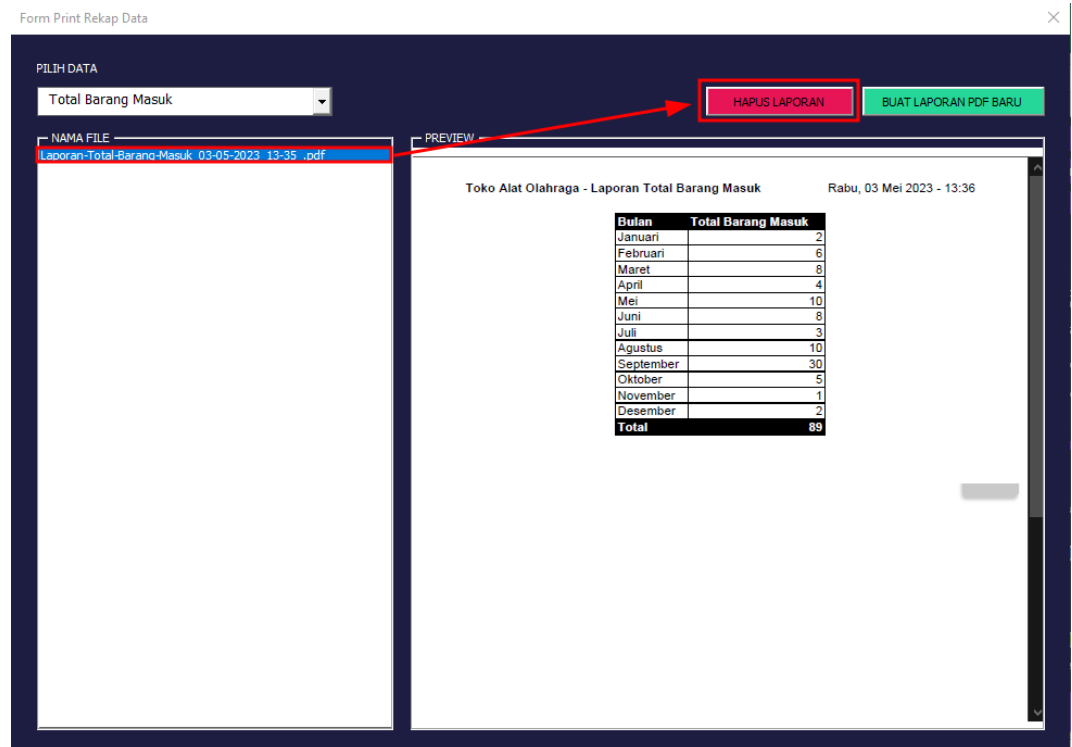 Form Print Rekap Data
PILIH DATA
Total Barang Masuk
HAPUS LAPORAN
BUAT LAPORAN PDF BARU
NAMA FILE
Laporan-Total-Barang-Masuk 03-05-2023 13-35 .pdf
PREVIEW
Toko Alat Olahraga - Laporan Total Barang Masuk Rabu, 03 Mei 2023 - 13:36
Bulan Total Barang Masuk
Januari 2
Februari 6
Maret 8
April 4
Mei 10
Juni 8
Juli 3
Agustus 10
September 30
Oktober 5
November 1
Desember 2
Total 89